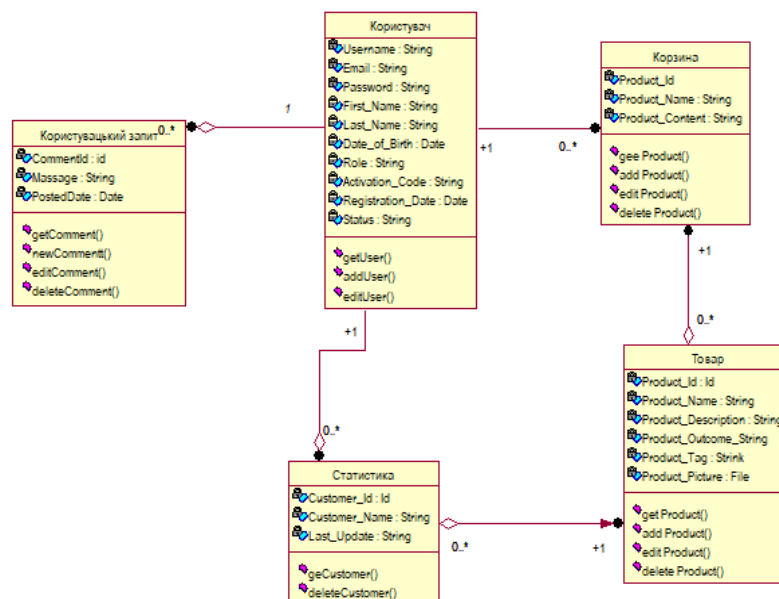 Користувач
Username : String
Email : String
Password : String
First_Name : String
Last_Name : String
Date_of_Birth : Date
Role : String
Activation_Code : String
Registration_Date : Date
Status : String
getUser()
addUser()
editUser()
Корзина
Product_Id
Product_Name : String
Product_Content : String
gee Product()
add Product()
edit Product()
delete Product()
Користувацький запит
CommentId : id
Massage : String
PostedDate : Date
getComment()
newCommentt()
editComment()
deleteComment()
0..*
1
+1
0..*
+1
0..*
+1
0..*
Товар
Product_Id : Id
Product_Name : String
Product_Description : String
Product_Outcome_String
Product_Tag : Strink
Product_Picture : File
get Product()
add Product()
edit Product()
delete Product()
Статистика
Customer_Id : Id
Customer_Name : String
Last_Update : String
geCustomer()
deleteCustomer()
0..*
+1